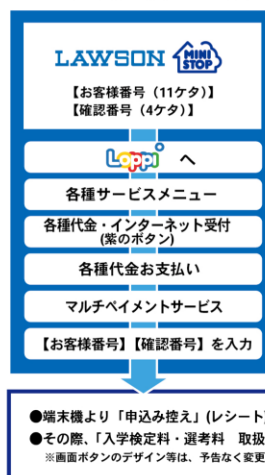 LAWSON MINI STOP
【お客様番号（11ケタ）】
【確認番号（4ケタ）】
Loppi へ
各種サービスメニュー
各種代金・インターネット受付
(紫のボタン)
各種代金お支払い
マルチペイメントサービス
【お客様番号】【確認番号】を入力
●端末機より「申込み控え」(レシート)
●その際、「入学検定料・選考料 取扱
※画面ボタンのデザイン等は、予告なく変更